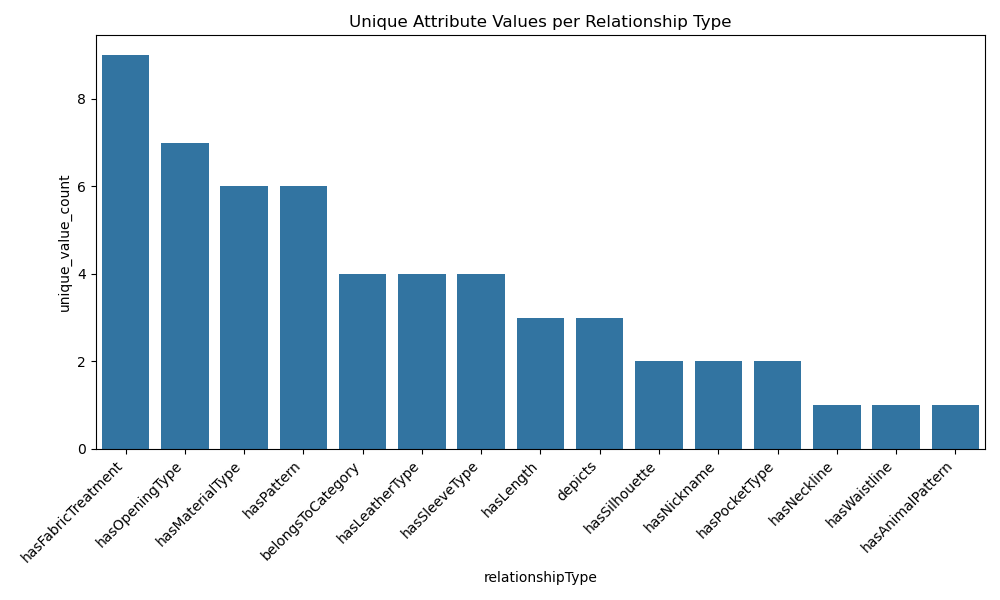 Unique Attribute Values per Relationship Type
unique_value_count
8
6
4
2
0
hasFabricTreatment
hasOpeningType
hasMaterialType
hasPattern
belongsToCategory
hasLeatherType
hasSleeveType
hasLength
depicts
hasSilhouette
hasNickname
hasPocketType
hasNeckline
hasWaistline
hasAnimalPattern
relationshipType